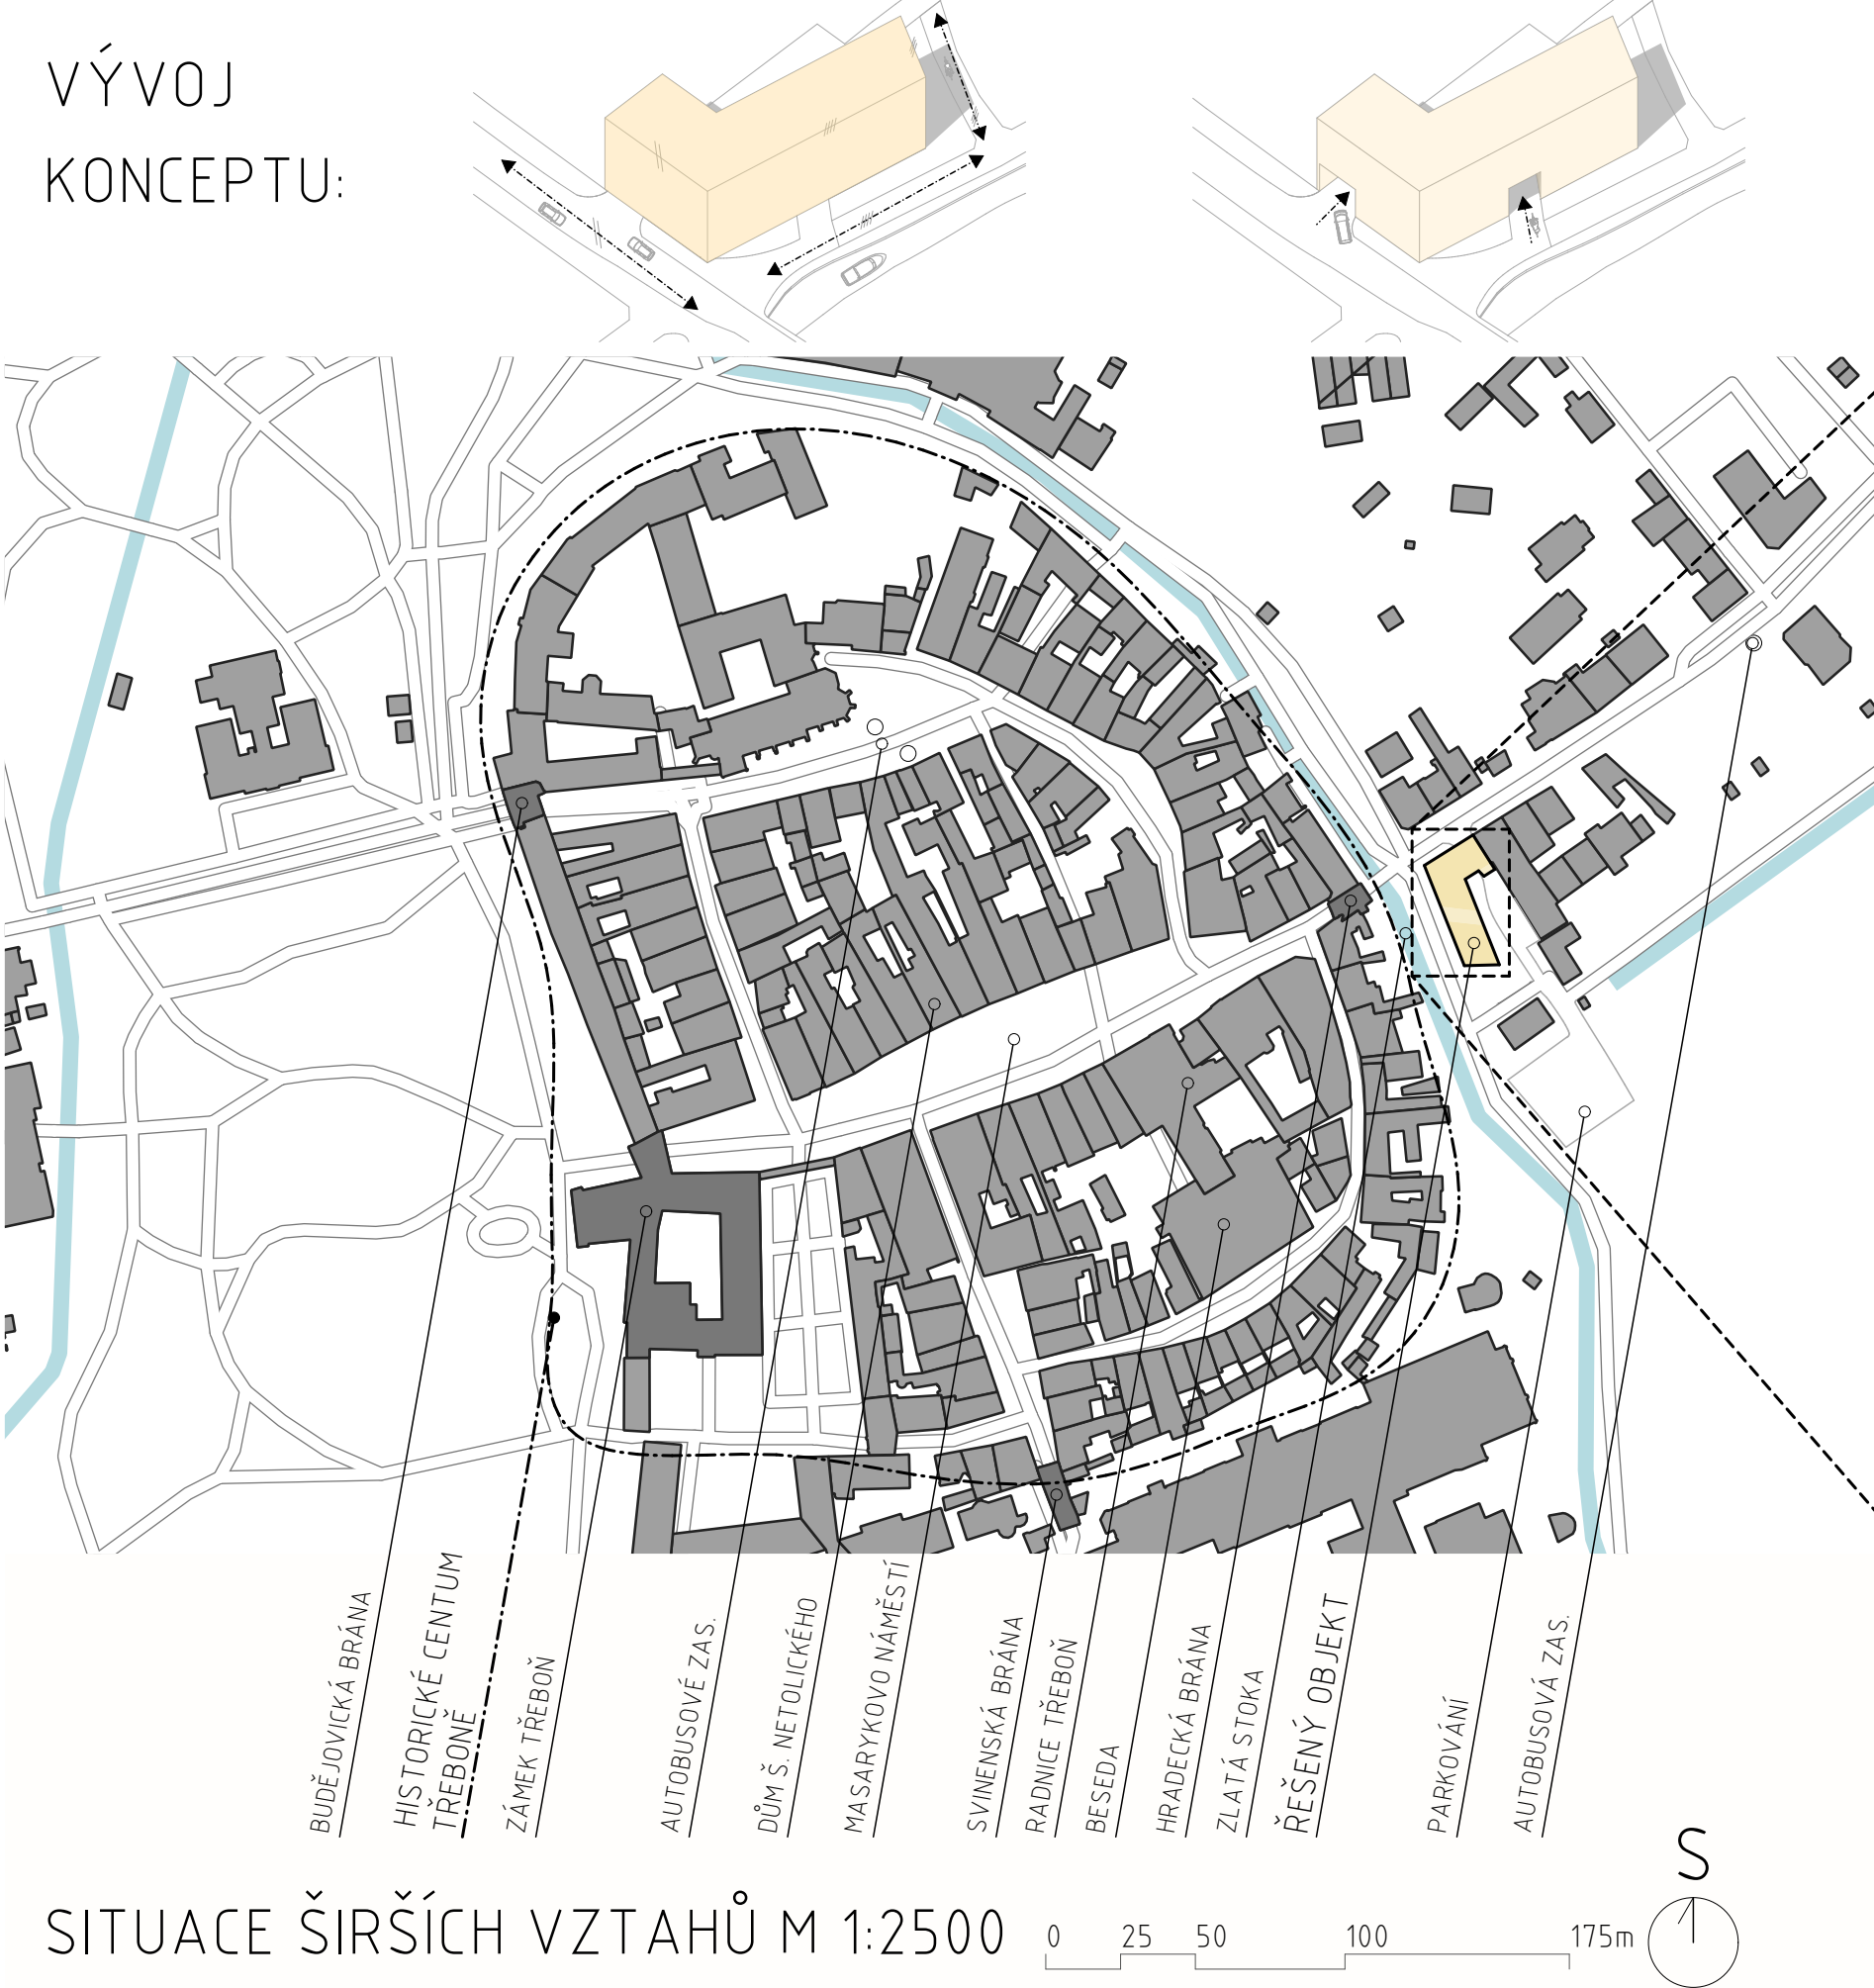 VÝVOJ
KONCEPTU:
BUDĚJOVICKÁ BRÁNA
HISTORICKÉ CENTUM
TŘEBONĚ
ZÁMEK TŘEBOŇ
AUTOBUSOVÉ ZAS.
DŮM Š. NETOLICKÉHO
MASARYKOVO NÁMĚSTÍ
SVINENSKÁ BRÁNA
RADNICE TŘEBOŇ
BESEDA
HRADECKÁ BRÁNA
ZLATÁ STOKA
ŘEŠENÝ OBJEKT
PARKOVÁNÍ
AUTOBUSOVÁ ZAS.
S
SITUACE ŠIRŠÍCH VZTAHŮ M 1:2500
0 25 50 100 175m